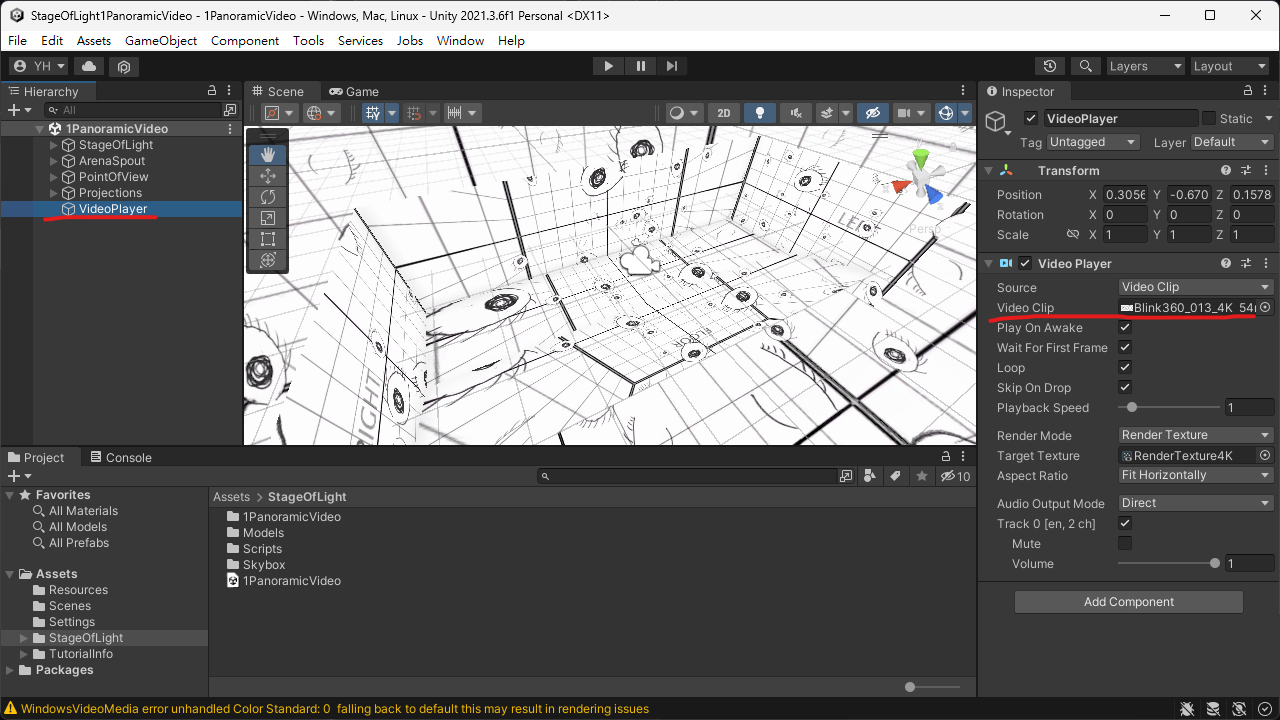 StageOfLight1PanoramicVideo - 1PanoramicVideo - Windows, Mac, Linux - Unity 2021.3.6f1 Personal <DX11>
File Edit Assets GameObject Component Tools Services Jobs Window Help
YH Layers Layout
Hierarchy
All
1PanoramicVideo
StageOfLight
ArenaSpout
PointOfView
Projections
VideoPlayer
Scene Game
2D
LEFT
RIGHT
Persp
Inspector
VideoPlayer Static
Tag Untagged Layer Default
Transform
Position X 0.3056 Y -0.670 Z 0.1578
Rotation X 0 Y 0 Z 0
Scale X 1 Y 1 Z 1
Video Player
Source Video Clip
Video Clip Blink360_013_4K 54
Play On Awake
Wait For First Frame
Loop
Skip On Drop
Playback Speed 1
Render Mode Render Texture
Target Texture RenderTexture4K
Aspect Ratio Fit Horizontally
Audio Output Mode Direct
Track 0 [en, 2 ch]
Mute
Volume 1
Add Component
Project Console
10
Favorites
All Materials
All Models
All Prefabs
Assets
Resources
Scenes
Settings
StageOfLight
TutorialInfo
Packages
Assets > StageOfLight
1PanoramicVideo
Models
Scripts
Skybox
1PanoramicVideo
WindowsVideoMedia error unhandled Color Standard: 0 falling back to default this may result in rendering issues